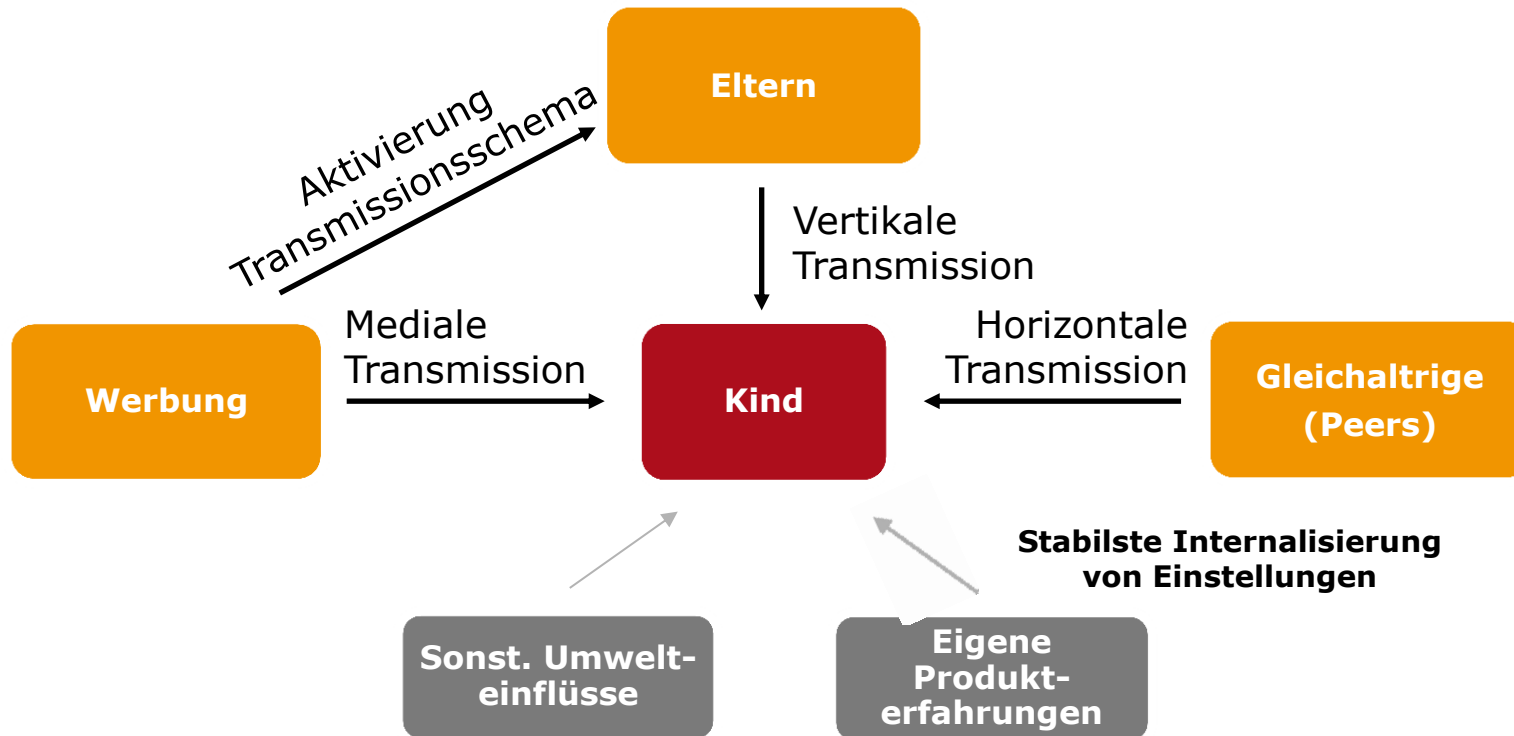 Eltern
Aktivierung
Transmissionsschema
Vertikale
Transmission
Mediale
Transmission
Horizontale
Transmission
Werbung
Kind
Gleichaltrige
(Peers)
Stabilste Internalisierung
von Einstellungen
Sonst. Umwelt-
einflüsse
Eigene
Produkt-
erfahrungen